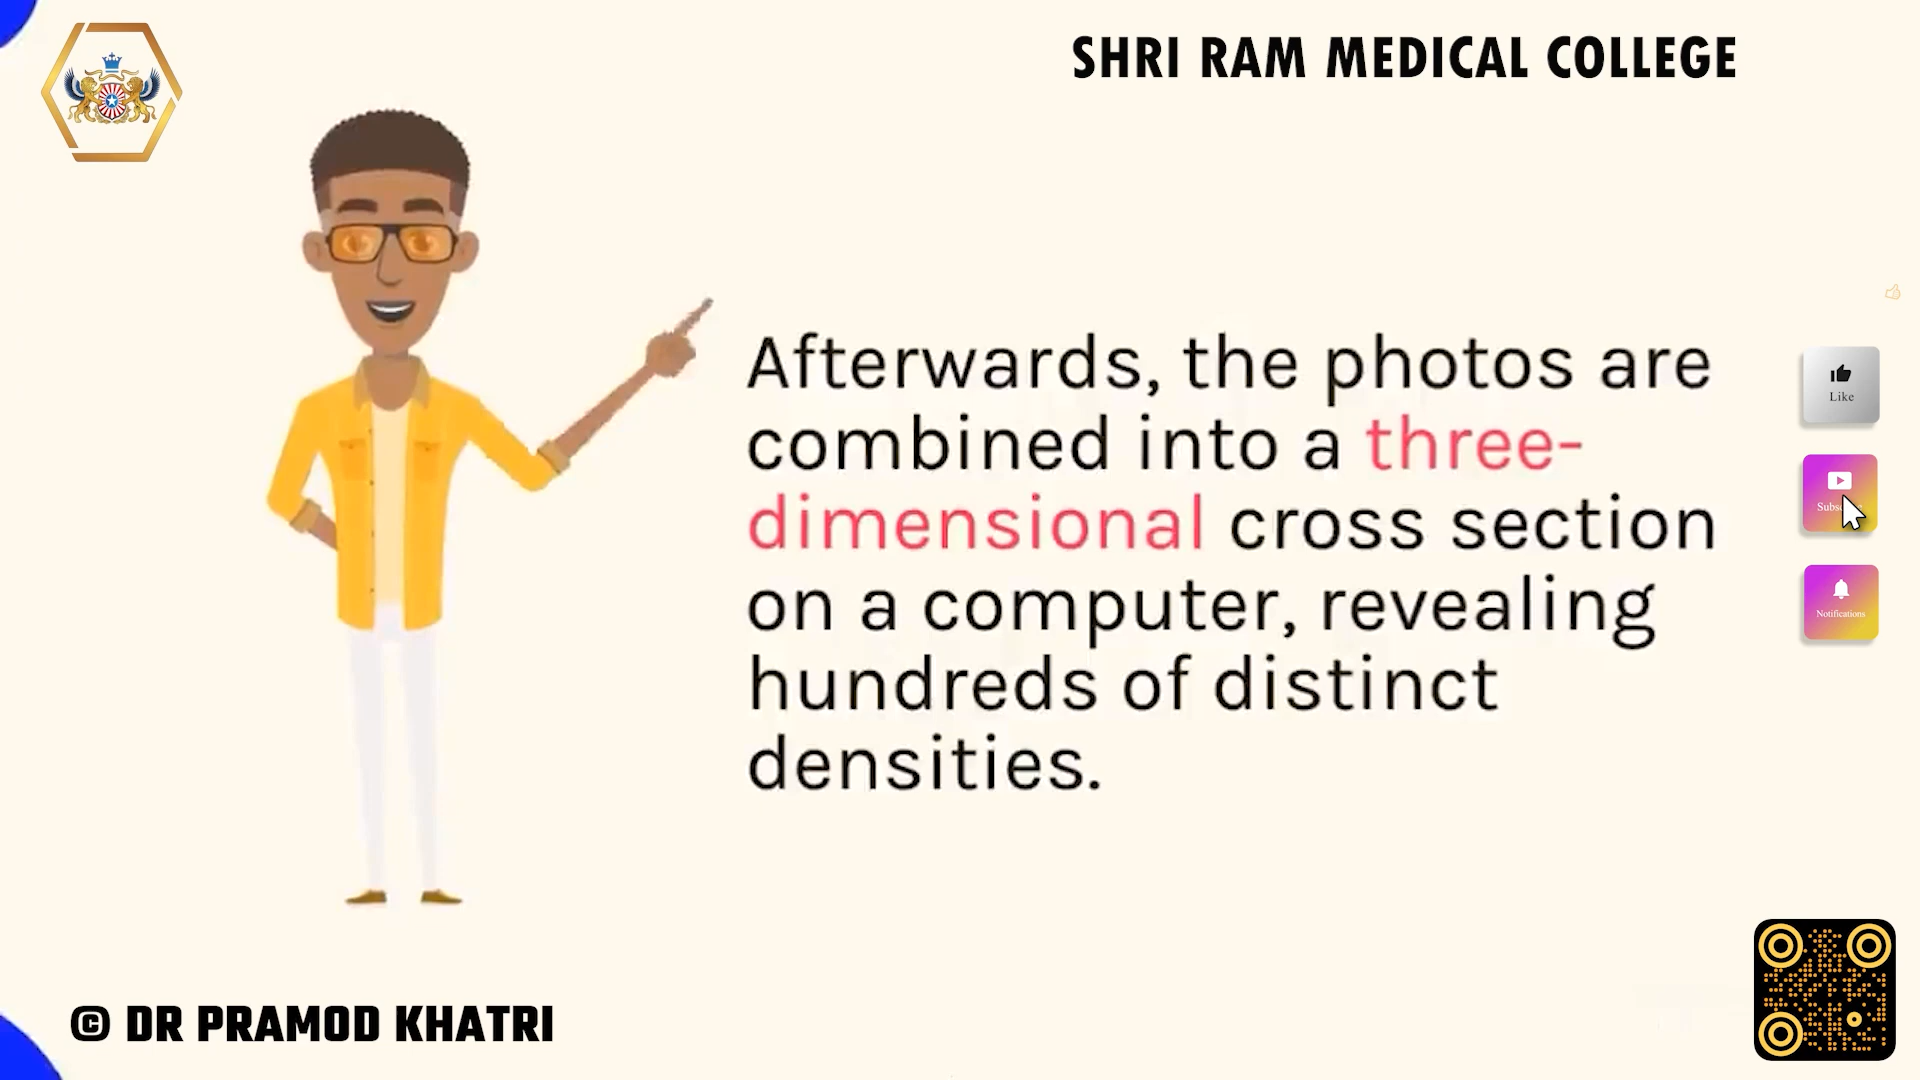 SHRI RAM MEDICAL COLLEGE
Afterwards, the photos are
combined into a three-
dimensional cross section
on a computer, revealing
hundreds of distinct
densities.
Like
Notifications
© DR PRAMOD KHATRI